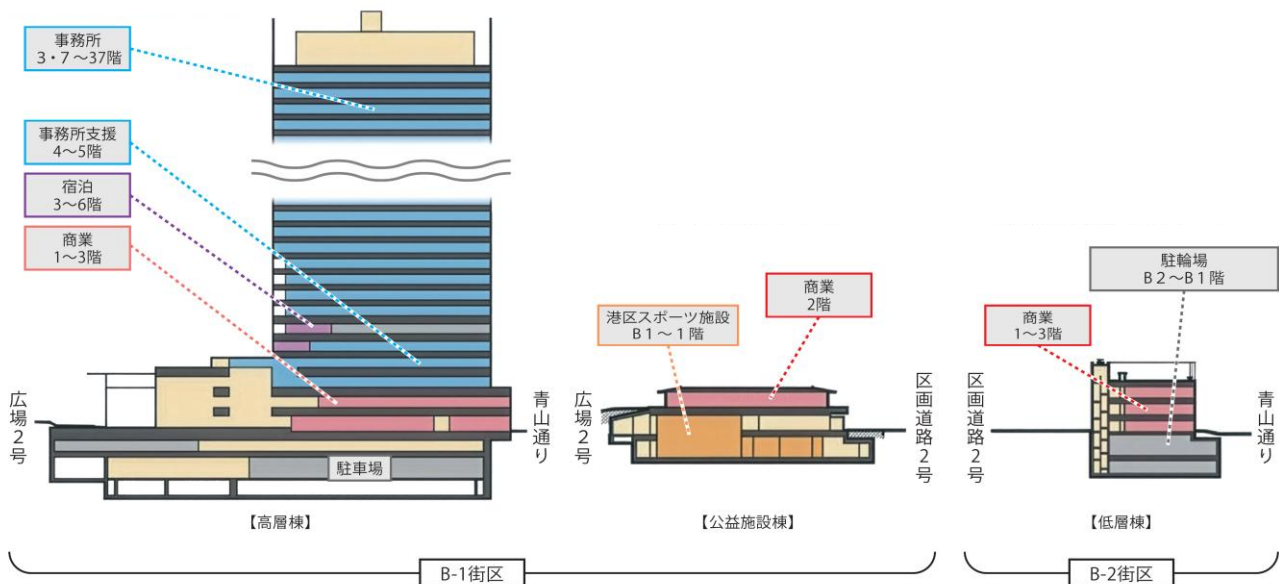 事務所
3・7～37階
事務所支援
4～5階
宿泊
3～6階
商業
1～3階
広場2号
青山通り
駐車場
【高層棟】
港区スポーツ施設
B1～1階
商業
2階
広場2号
区画道路2号
【公益施設棟】
駐輪場
B2～B1階
商業
1～3階
区画道路2号
青山通り
【低層棟】
B-1街区
B-2街区